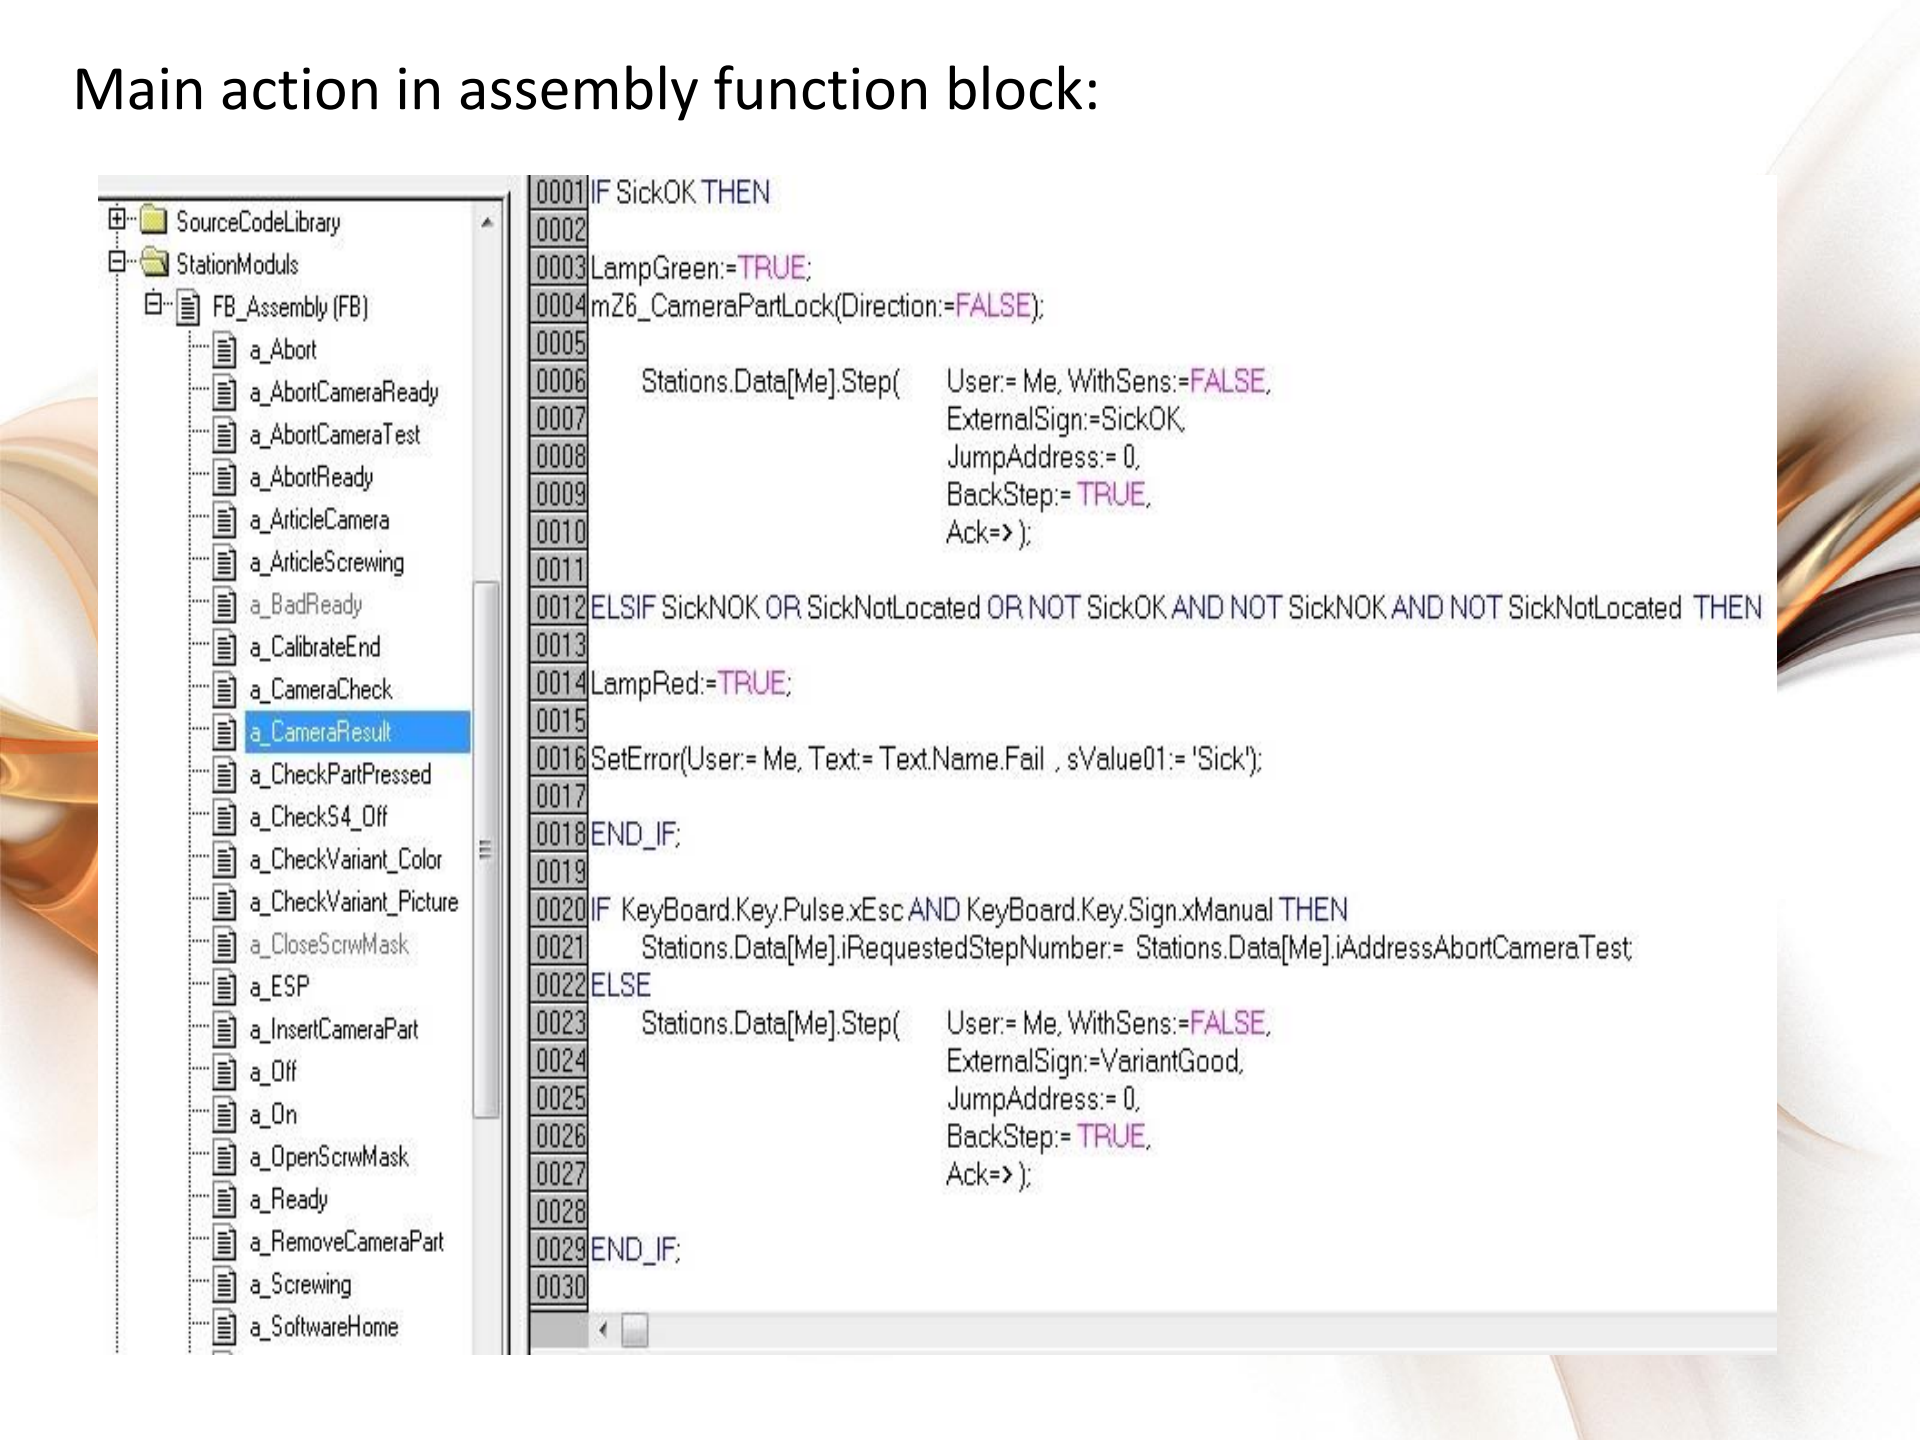 Main action in assembly function block:
SourceCodeLibrary
StationModuls
FB_Assembly (FB)
a_Abort
a_AbortCameraReady
a_AbortCameraTest
a_AbortReady
a_ArticleCamera
a_ArticleScrewing
a_BadReady
a_CalibrateEnd
a_CameraCheck
a_CameraResult
a_CheckPartPressed
a_CheckS4_Off
a_CheckVariant_Color
a_CheckVariant_Picture
a_CloseScrwMask
a_ESP
a_InsertCameraPart
a_Off
a_On
a_OpenScrwMask
a_Ready
a_RemoveCameraPart
a_Screwing
a_SoftwareHome
0001 IF SickOK THEN
0002
0003 LampGreen:=TRUE;
0004 mZ6_CameraPartLock(Direction:=FALSE);
0005
0006 Stations.Data[Me].Step( User:= Me, WithSens:=FALSE,
0007 ExternalSign:=SickOK,
0008 JumpAddress:= 0,
0009 BackStep:= TRUE,
0010 Ack=> );
0011
0012 ELSIF SickNOK OR SickNotLocated OR NOT SickOK AND NOT SickNOK AND NOT SickNotLocated THEN
0013
0014 LampRed:=TRUE;
0015
0016 SetError(User:= Me, Text:= Text.Name.Fail , sValue01:= 'Sick');
0017
0018 END_IF;
0019
0020 IF KeyBoard.Key.Pulse.xEsc AND KeyBoard.Key.Sign.xManual THEN
0021 Stations.Data[Me].iRequestedStepNumber:= Stations.Data[Me].iAddressAbortCameraTest;
0022 ELSE
0023 Stations.Data[Me].Step( User:= Me, WithSens:=FALSE,
0024 ExternalSign:=VariantGood,
0025 JumpAddress:= 0,
0026 BackStep:= TRUE,
0027 Ack=> );
0028
0029 END_IF;
0030